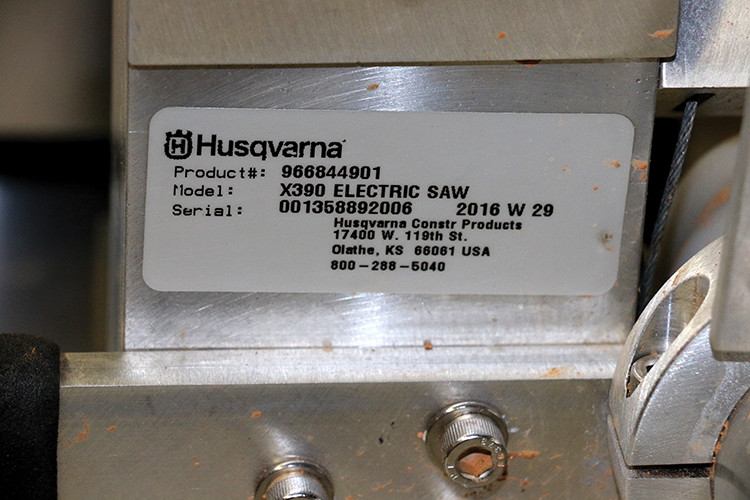 Husqvarna
Product#: 966844901
Model: X390 ELECTRIC SAW
Serial: 001358892006 2016 W 29
Husqvarna Constr Products
17400 W. 119th St.
Olathe, KS 66061 USA
800-288-5040